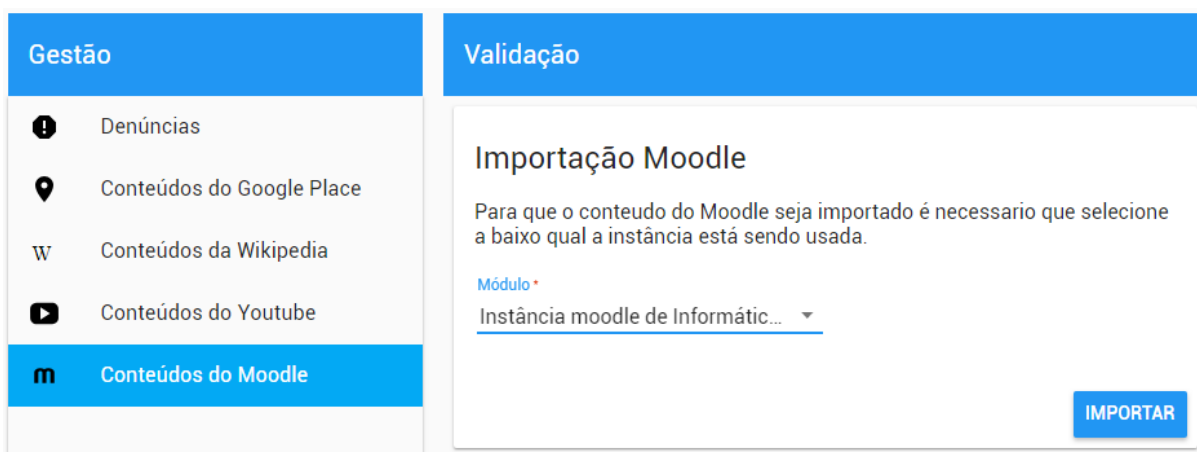 Gestão
Denúncias
Conteúdos do Google Place
W Conteúdos da Wikipedia
Conteúdos do Youtube
m Conteúdos do Moodle
Validação
Importação Moodle
Para que o conteudo do Moodle seja importado é necessario que selecione
a baixo qual a instância está sendo usada.
Módulo *
Instância moodle de Informátic...
IMPORTAR